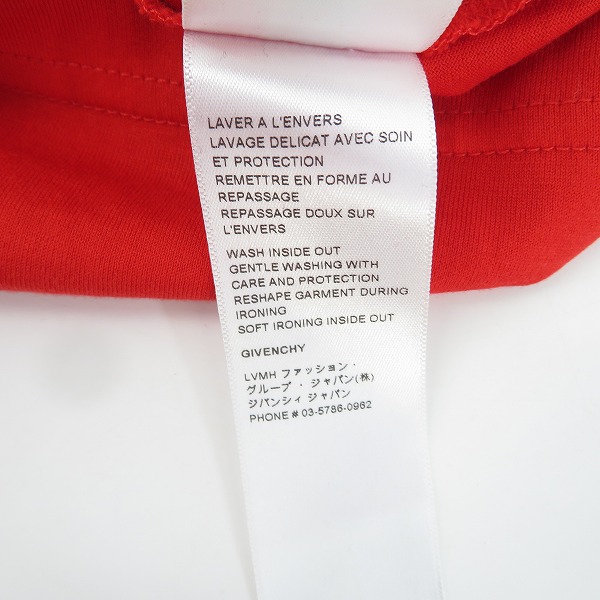 LAVER A L'ENVERS
LAVAGE DELICAT AVEC SOIN
ET PROTECTION
REMETTRE EN FORME AU
REPASSAGE
REPASSAGE DOUX SUR
L'ENVERS
WASH INSIDE OUT
GENTLE WASHING WITH
CARE AND PROTECTION
RESHAPE GARMENT DURING
IRONING
SOFT IRONING INSIDE OUT
GIVENCHY
LVMH ファッション・
グループ・ジャパン(株)
ジバンシィ ジャパン
PHONE # 03-5786-0962